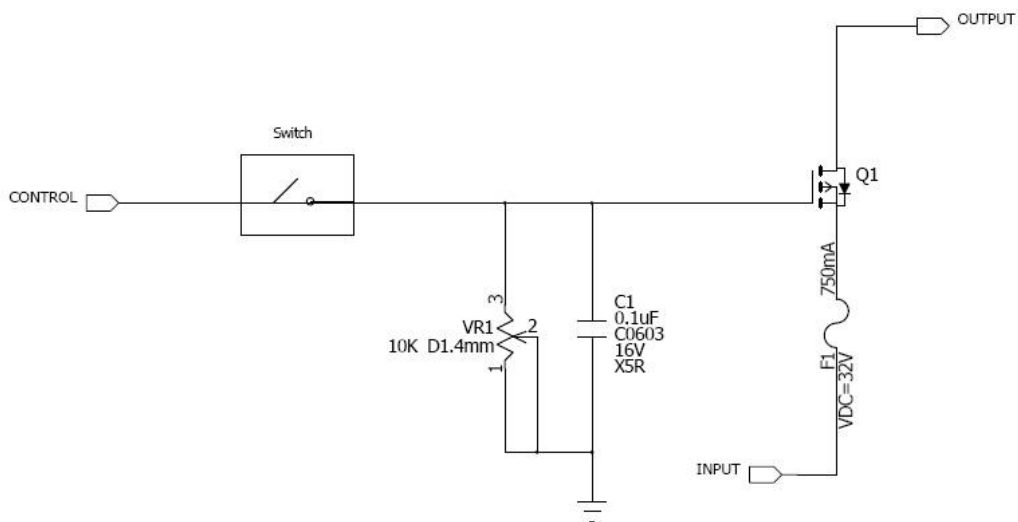 OUTPUT
Switch
Q1
CONTROL
750mA
3
C1
0.1uF
VR1
2
C0603
10K D1.4mm
16V
1
X5R
F1
VDC=32V
INPUT